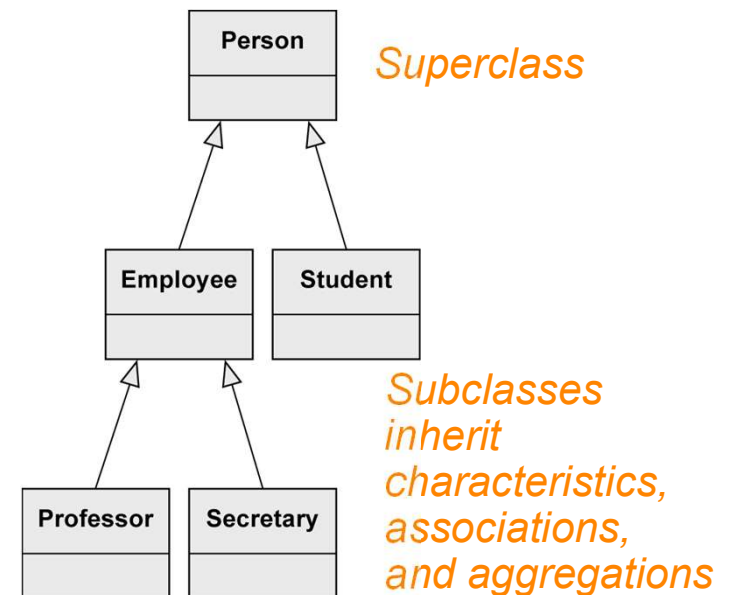 Person
Superclass
Employee
Student
Subclasses
inherit
characteristics,
associations,
and aggregations
Professor
Secretary